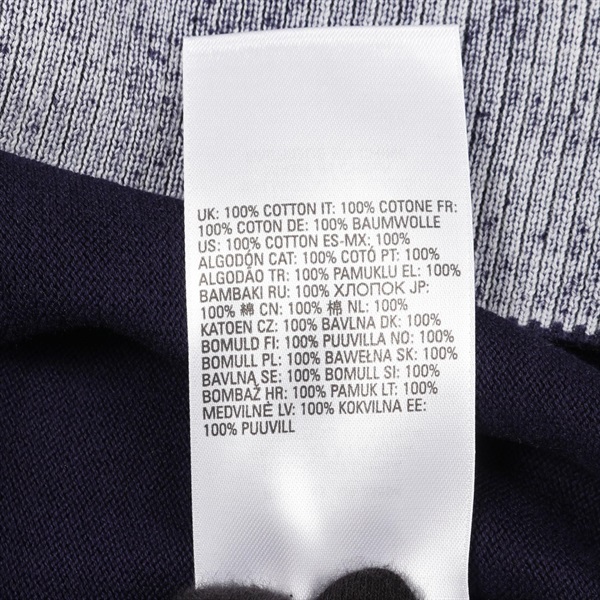 UK: 100% COTTON IT: 100% COTONE FR:
100% COTON DE: 100% BAUMWOLLE
US: 100% COTTON ES-MX: 100%
ALGODÓN CAT: 100% COTÓ PT: 100%
ALGODÃO TR: 100% PAMUKLU EL: 100%
BAMBAKI RU: 100% ХЛОПОК JP:
100% 綿 CN: 100% 棉 NL: 100%
KATOEN CZ: 100% BAVLNA DK: 100%
BOMULD FI: 100% PUUVILLA NO: 100%
BOMULL PL: 100% BAWEŁNA SK: 100%
BAVLNA SE: 100% BOMULL SI: 100%
BOMBAŽ HR: 100% PAMUK LT: 100%
MEDVILNĖ LV: 100% KOKVILNA EE:
100% PUUVILL